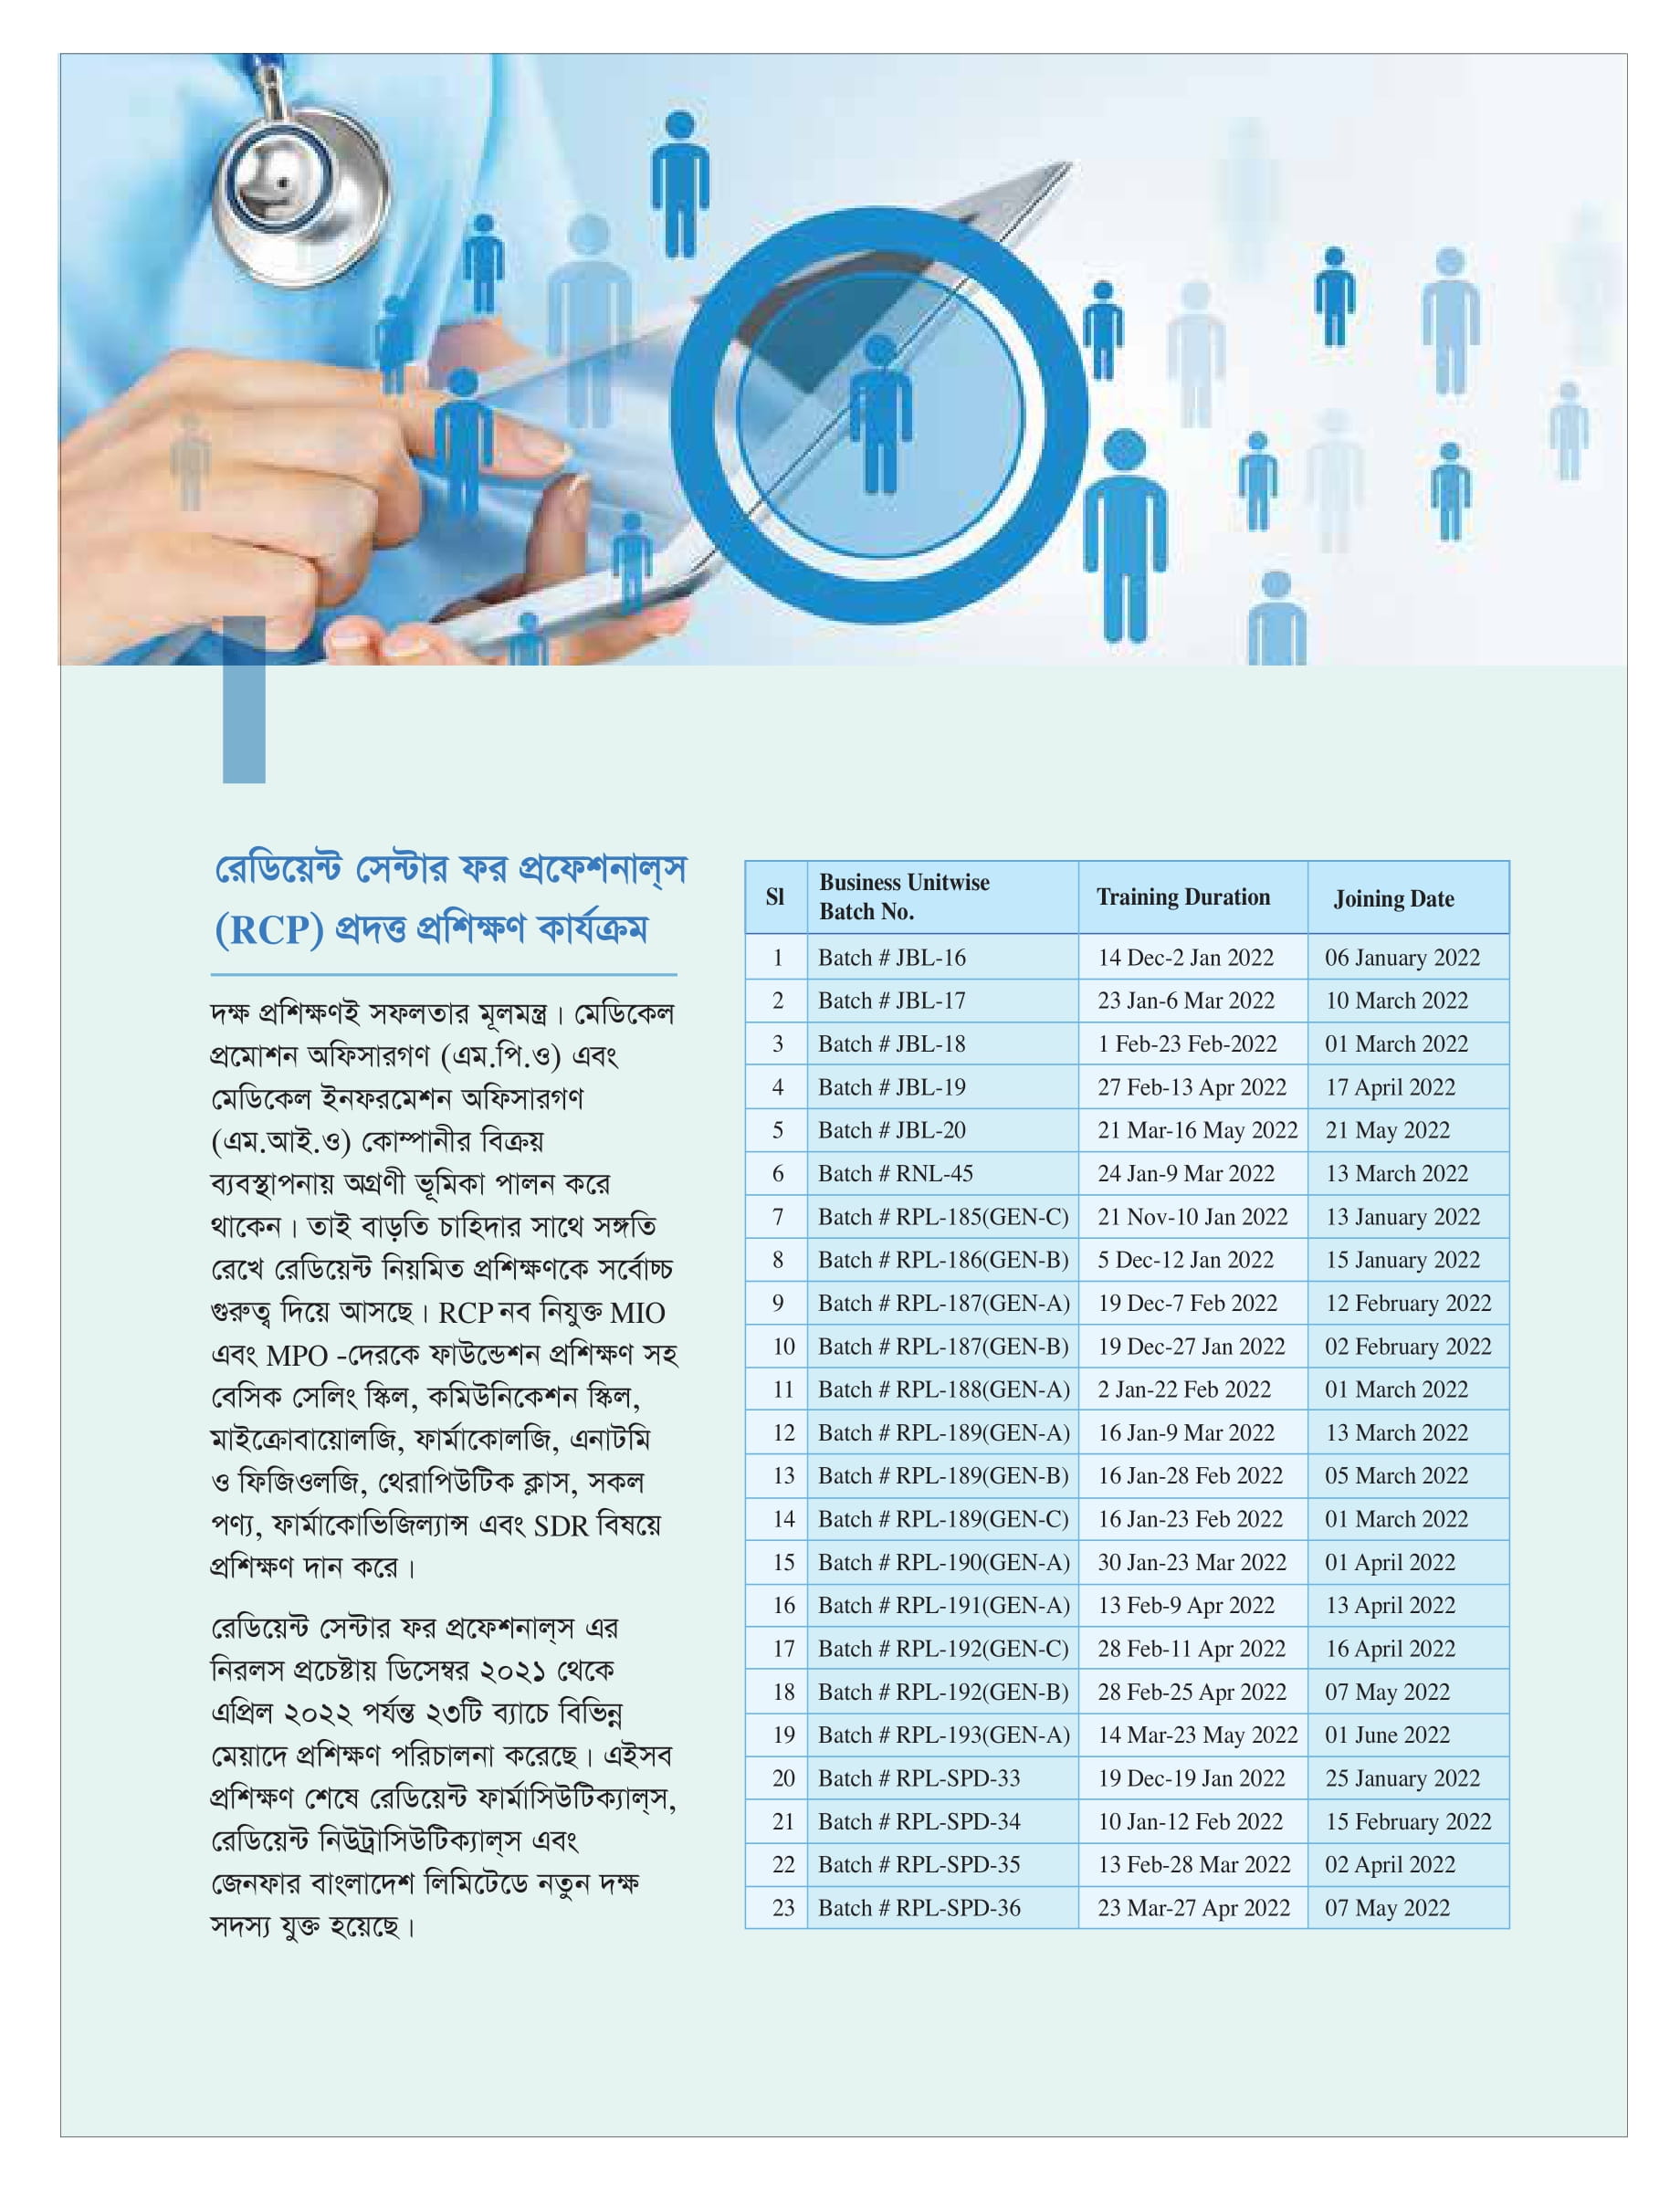 রেডিয়েন্ট সেন্টার ফর প্রফেশনাল্‌স
(RCP) প্রদত্ত প্রশিক্ষণ কার্যক্রম
দক্ষ প্রশিক্ষণই সফলতার মূলমন্ত্র। মেডিকেল
প্রমোশন অফিসারগণ (এম.পি.ও) এবং
মেডিকেল ইনফরমেশন অফিসারগণ
(এম.আই.ও) কোম্পানীর বিক্রয়
ব্যবস্থাপনায় অগ্রণী ভূমিকা পালন করে
থাকেন। তাই বাড়তি চাহিদার সাথে সঙ্গতি
রেখে রেডিয়েন্ট নিয়মিত প্রশিক্ষণকে সর্বোচ্চ
গুরুত্ব দিয়ে আসছে। RCP নব নিযুক্ত MIO
এবং MPO -দেরকে ফাউন্ডেশন প্রশিক্ষণ সহ
বেসিক সেলিং স্কিল, কমিউনিকেশন স্কিল,
মাইক্রোবায়োলজি, ফার্মাকোলজি, এনাটমি
ও ফিজিওলজি, থেরাপিউটিক ক্লাস, সকল
পণ্য, ফার্মাকোভিজিল্যান্স এবং SDR বিষয়ে
প্রশিক্ষণ দান করে।
রেডিয়েন্ট সেন্টার ফর প্রফেশনাল্‌স এর
নিরলস প্রচেষ্টায় ডিসেম্বর ২০২১ থেকে
এপ্রিল ২০২২ পর্যন্ত ২৩টি ব্যাচে বিভিন্ন
মেয়াদে প্রশিক্ষণ পরিচালনা করেছে। এইসব
প্রশিক্ষণ শেষে রেডিয়েন্ট ফার্মাসিউটিক্যাল্‌স,
রেডিয়েন্ট নিউট্রাসিউটিক্যাল্‌স এবং
জেনফার বাংলাদেশ লিমিটেডে নতুন দক্ষ
সদস্য যুক্ত হয়েছে।
Sl Business Unitwise Batch No. Training Duration Joining Date
1 Batch # JBL-16 14 Dec-2 Jan 2022 06 January 2022
2 Batch # JBL-17 23 Jan-6 Mar 2022 10 March 2022
3 Batch # JBL-18 1 Feb-23 Feb-2022 01 March 2022
4 Batch # JBL-19 27 Feb-13 Apr 2022 17 April 2022
5 Batch # JBL-20 21 Mar-16 May 2022 21 May 2022
6 Batch # RNL-45 24 Jan-9 Mar 2022 13 March 2022
7 Batch # RPL-185(GEN-C) 21 Nov-10 Jan 2022 13 January 2022
8 Batch # RPL-186(GEN-B) 5 Dec-12 Jan 2022 15 January 2022
9 Batch # RPL-187(GEN-A) 19 Dec-7 Feb 2022 12 February 2022
10 Batch # RPL-187(GEN-B) 19 Dec-27 Jan 2022 02 February 2022
11 Batch # RPL-188(GEN-A) 2 Jan-22 Feb 2022 01 March 2022
12 Batch # RPL-189(GEN-A) 16 Jan-9 Mar 2022 13 March 2022
13 Batch # RPL-189(GEN-B) 16 Jan-28 Feb 2022 05 March 2022
14 Batch # RPL-189(GEN-C) 16 Jan-23 Feb 2022 01 March 2022
15 Batch # RPL-190(GEN-A) 30 Jan-23 Mar 2022 01 April 2022
16 Batch # RPL-191(GEN-A) 13 Feb-9 Apr 2022 13 April 2022
17 Batch # RPL-192(GEN-C) 28 Feb-11 Apr 2022 16 April 2022
18 Batch # RPL-192(GEN-B) 28 Feb-25 Apr 2022 07 May 2022
19 Batch # RPL-193(GEN-A) 14 Mar-23 May 2022 01 June 2022
20 Batch # RPL-SPD-33 19 Dec-19 Jan 2022 25 January 2022
21 Batch # RPL-SPD-34 10 Jan-12 Feb 2022 15 February 2022
22 Batch # RPL-SPD-35 13 Feb-28 Mar 2022 02 April 2022
23 Batch # RPL-SPD-36 23 Mar-27 Apr 2022 07 May 2022